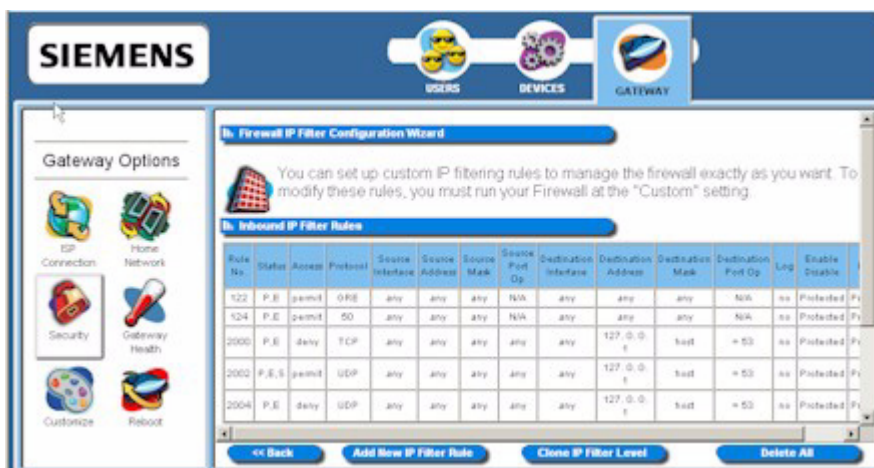 SIEMENS
USERS
DEVICES
GATEWAY
Gateway Options
ISP Connection
Home Network
Security
Gateway Health
Customize
Reboot
Firewall IP Filter Configuration Wizard
You can set up custom IP filtering rules to manage the firewall exactly as you want. To
modify these rules, you must run your Firewall at the "Custom" setting.
Inbound IP Filter Rules
Rule No. Status Access Protocol Source Interface Source Address Source Mask Source Port Op Destination Interface Destination Address Destination Mask Destination Port Op Log Enable Disable
122 P,E permit GRE any any any N/A any any any N/A no Protected
124 P,E permit 50 any any any N/A any any any N/A no Protected
2000 P,E deny TCP any any any any any 127.0.0.1 host = 53 no Protected
2002 P,E,S permit UDP any any any any any 127.0.0.1 host = 53 no Protected
2004 P,E deny UDP any any any any any 127.0.0.1 host = 53 no Protected
<< Back
Add New IP Filter Rule
Clone IP Filter Level
Delete All